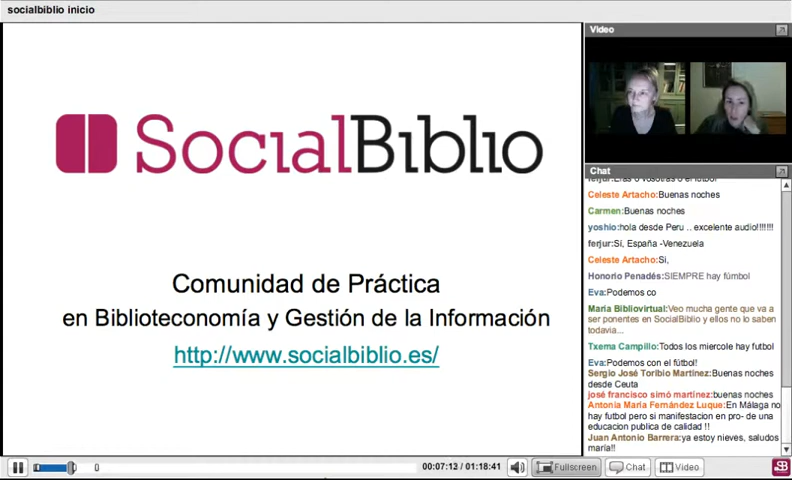 socialbiblio inicio
SocialBiblio
Comunidad de Práctica
en Biblioteconomía y Gestión de la Información
http://www.socialbiblio.es/
Video
Chat
ferjur:Eras o vosotras o el fútbol
Celeste Artacho:Buenas noches
Carmen:Buenas noches
yoshio:hola desde Peru .. excelente audio!!!!!!!
ferjur:Sí, España -Venezuela
Celeste Artacho:Si,
Honorio Penadés:SIEMPRE hay fúmbol
Eva:Podemos co
Maria Bibliovirtual:Veo mucha gente que va a
ser ponentes en SocialBiblio y ellos no lo saben
todavia...
Txema Campillo:Todos los miercole hay futbol
Eva:Podemos con el fútbol!
Sergio José Toribio Martínez:Buenas noches
desde Ceuta
josé francisco simó martínez:buenas noches
Antonia María Fernández Luque:En Málaga no
hay futbol pero si manifestacion en pro- de una
educacion publica de calidad !!
Juan Antonio Barrera:ya estoy nieves, saludos
maría!!
00:07:13 / 01:18:41
Fullscreen
Chat
Video
SB